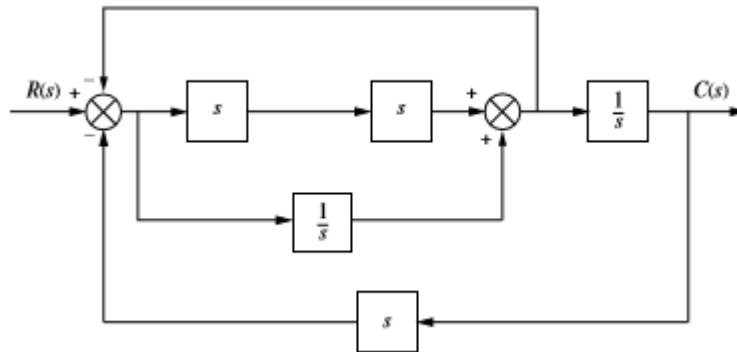 −
R(s) + s s + 1/s C(s)
−
+
1/s
s